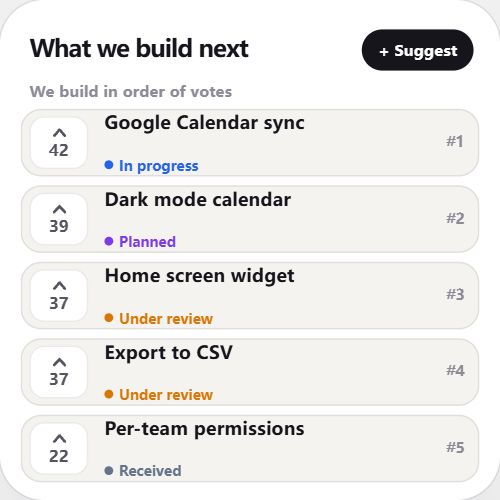 What we build next
+ Suggest
We build in order of votes
Google Calendar sync
42
#1
In progress
Dark mode calendar
39
#2
Planned
Home screen widget
37
#3
Under review
Export to CSV
37
#4
Under review
Per-team permissions
22
#5
Received